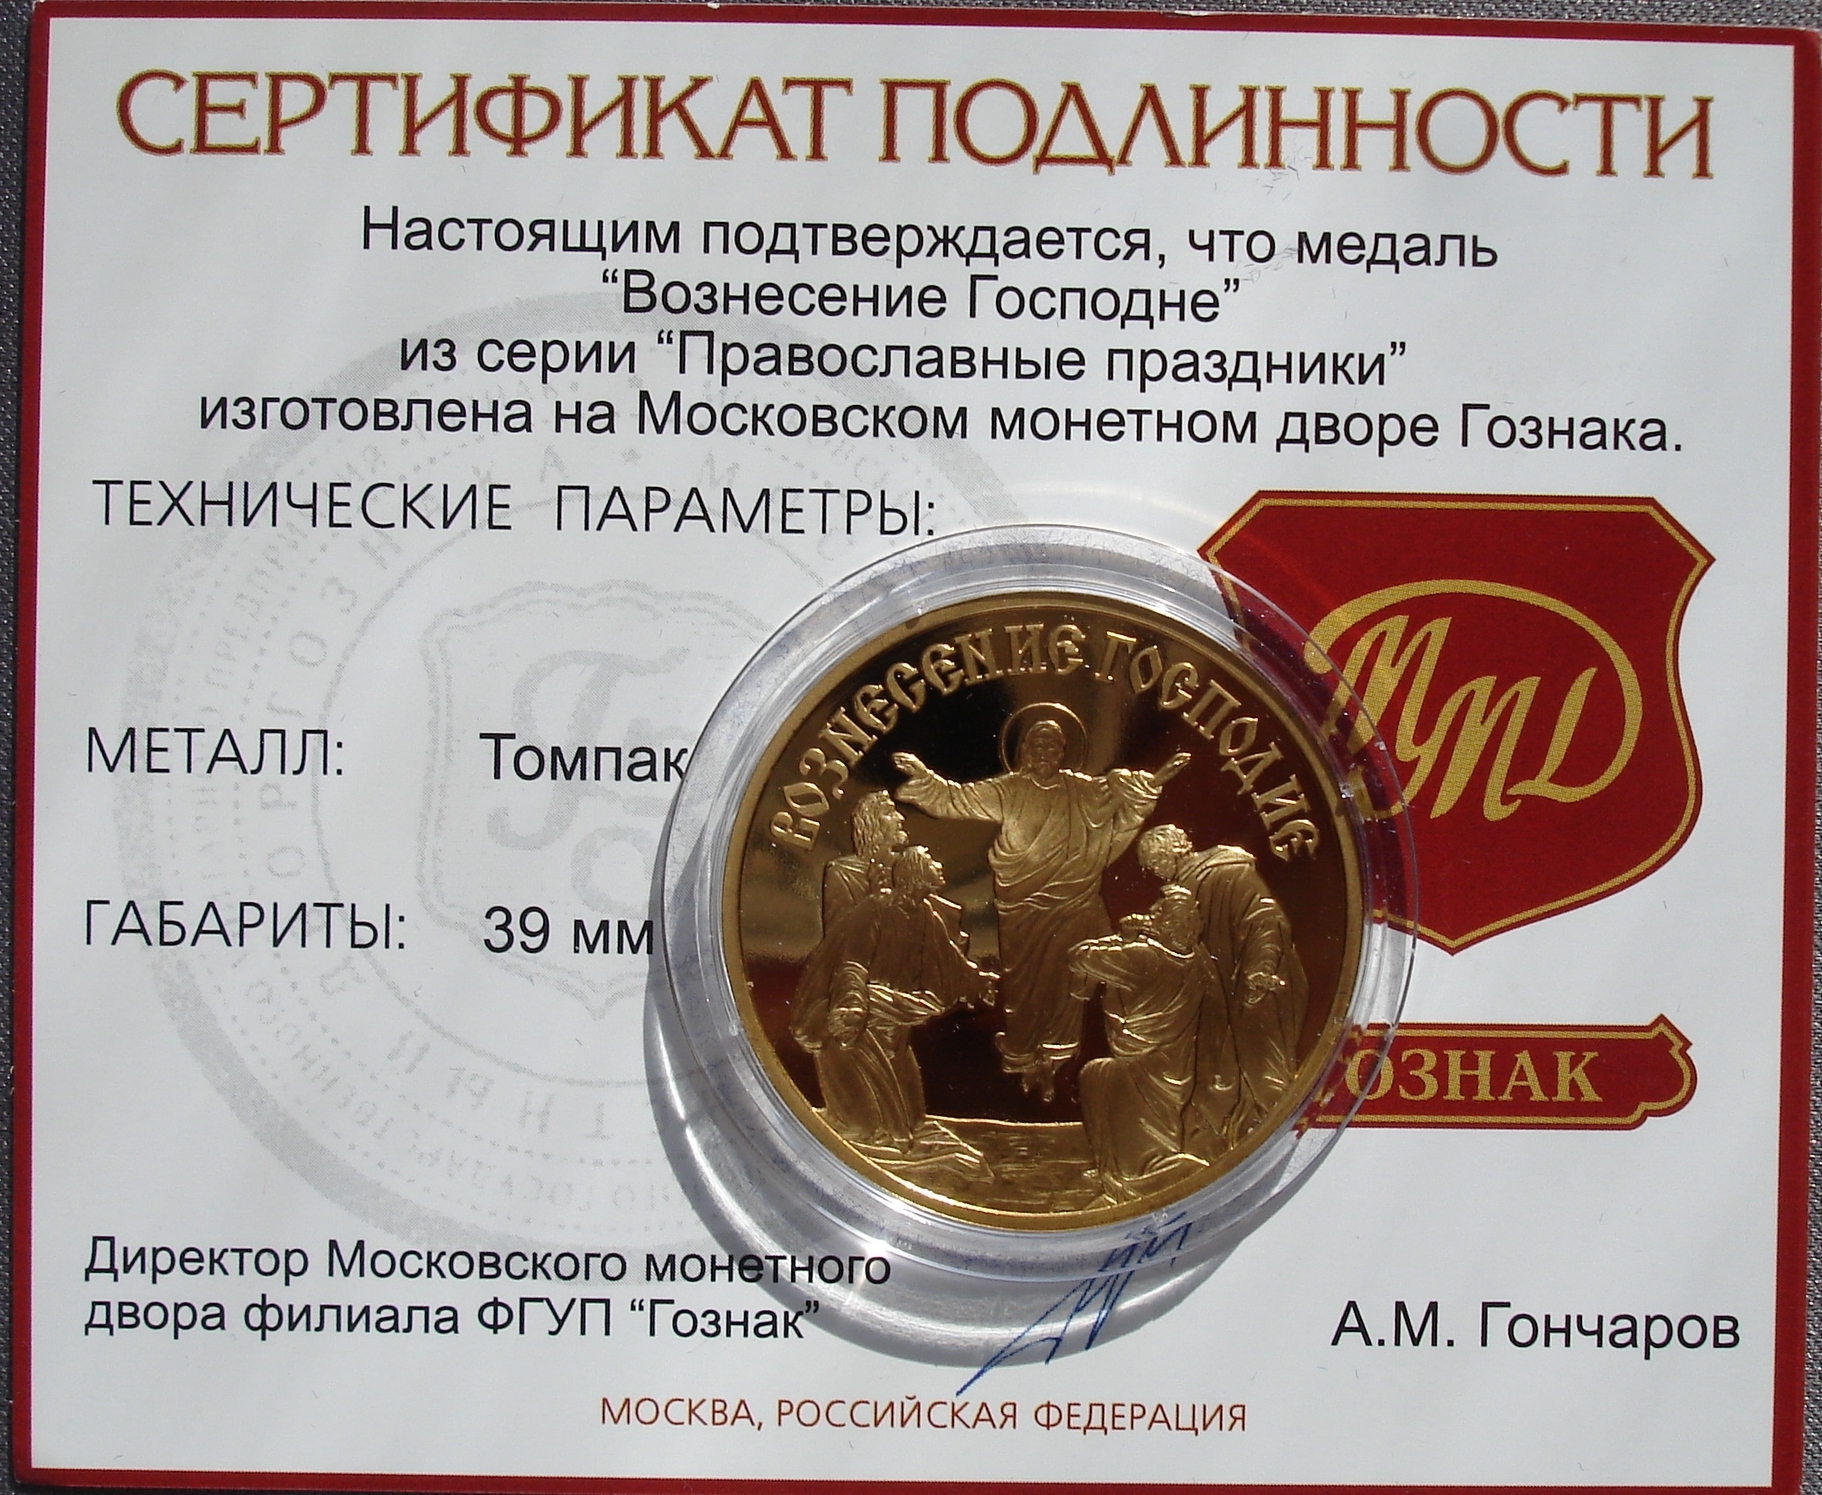 СЕРТИФИКАТ ПОДЛИННОСТИ
Настоящим подтверждается, что медаль
“Вознесение Господне”
из серии “Православные праздники”
изготовлена на Московском монетном дворе Гознака.
ТЕХНИЧЕСКИЕ ПАРАМЕТРЫ:
ММД
ВОЗНЕСЕНИЕ ГОСПОДНЕ
МЕТАЛЛ: Томпак
ГАБАРИТЫ: 39 мм
ОЗНАК
Директор Московского монетного
двора филиала ФГУП “Гознак”
А.М. Гончаров
МОСКВА, РОССИЙСКАЯ ФЕДЕРАЦИЯ